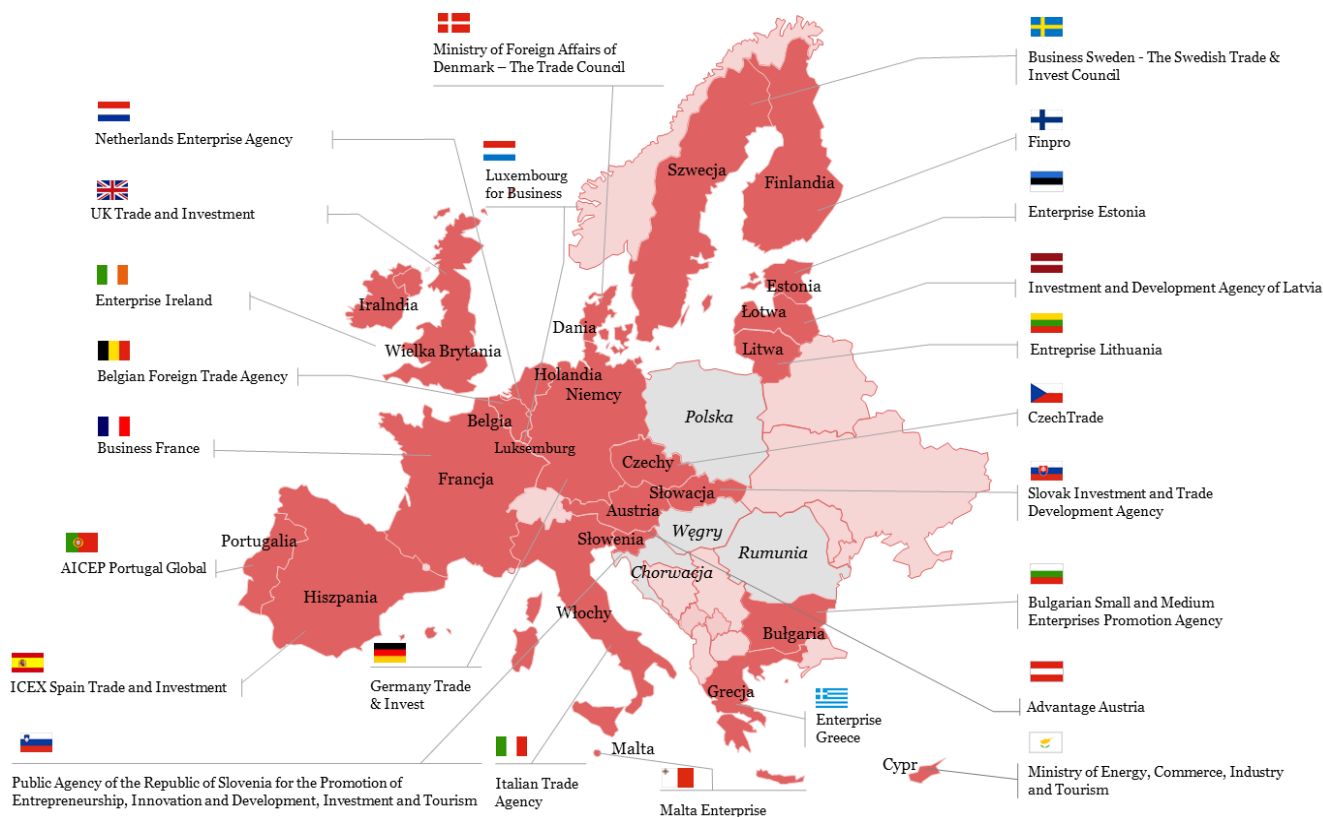 Ministry of Foreign Affairs of
Denmark – The Trade Council
Business Sweden - The Swedish Trade &
Invest Council
Netherlands Enterprise Agency
Luxembourg
for Business
Finpro
UK Trade and Investment
Enterprise Estonia
Enterprise Ireland
Investment and Development Agency of Latvia
Belgian Foreign Trade Agency
Entreprise Lithuania
Business France
CzechTrade
AICEP Portugal Global
Slovak Investment and Trade
Development Agency
ICEX Spain Trade and Investment
Bulgarian Small and Medium
Enterprises Promotion Agency
Germany Trade
& Invest
Advantage Austria
Enterprise
Greece
Public Agency of the Republic of Slovenia for the Promotion of
Entrepreneurship, Innovation and Development, Investment and Tourism
Italian Trade
Agency
Malta Enterprise
Ministry of Energy, Commerce, Industry
and Tourism
Szwecja
Finlandia
Estonia
Łotwa
Litwa
Iralndia
Wielka Brytania
Dania
Holandia
Niemcy
Belgia
Luksemburg
Polska
Czechy
Francja
Słowacja
Austria
Węgry
Słowenia
Rumunia
Chorwacja
Portugalia
Hiszpania
Włochy
Bułgaria
Grecja
Malta
Cypr